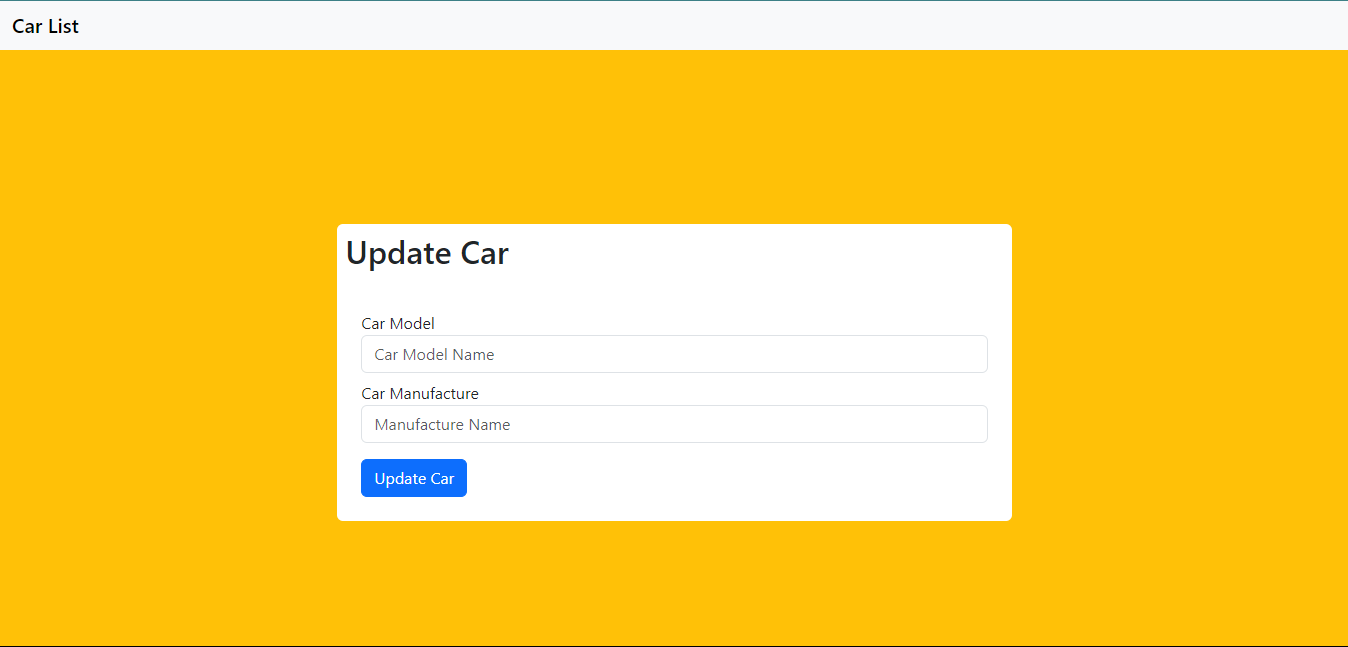 Car List
Update Car
Car Model
Car Model Name
Car Manufacture
Manufacture Name
Update Car